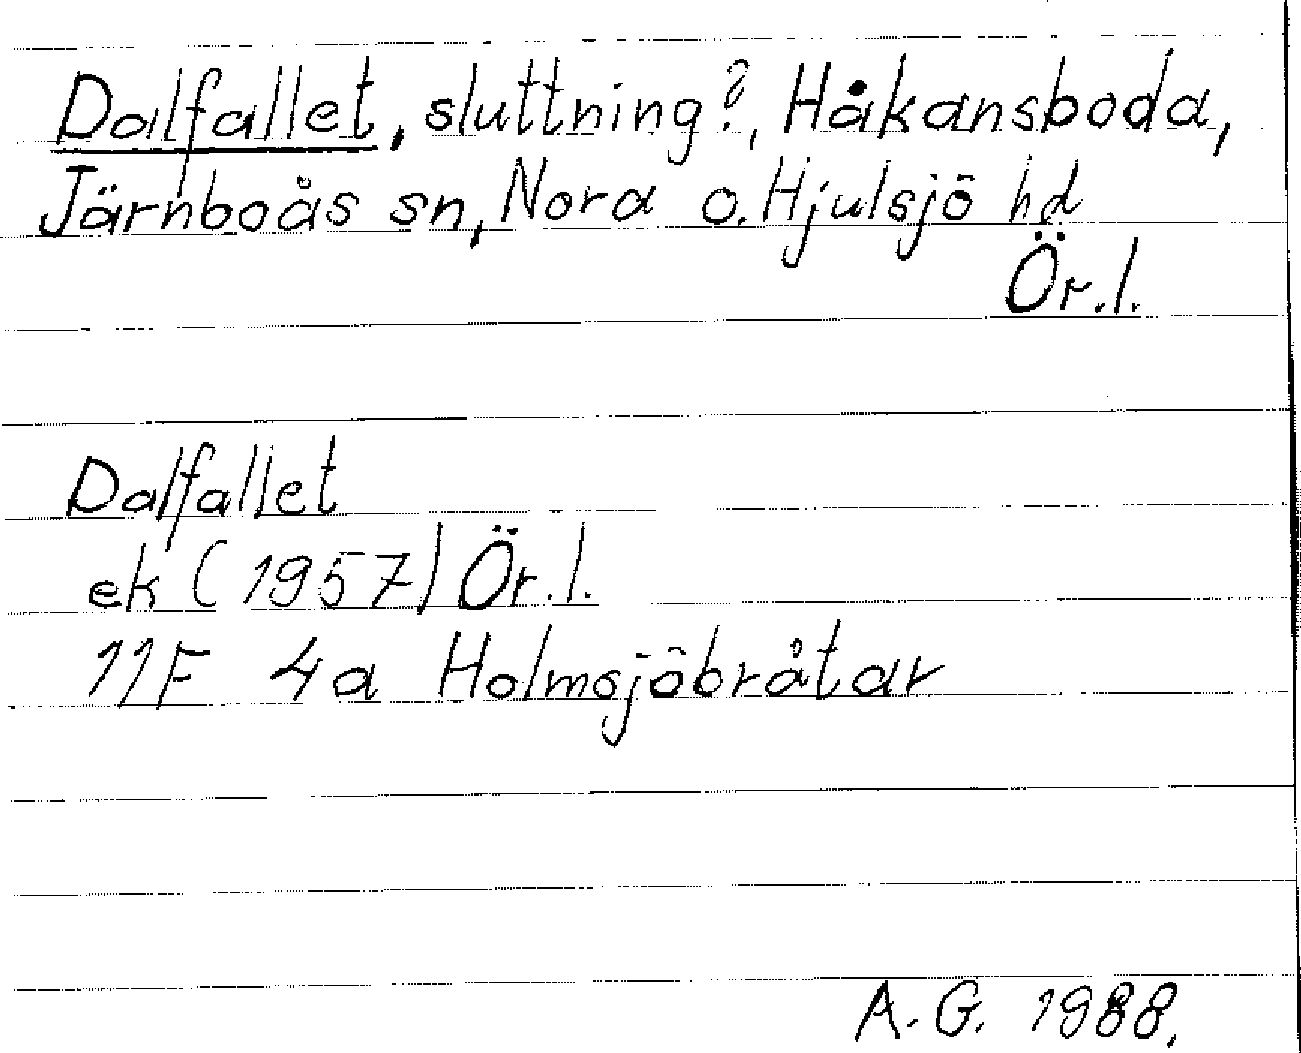 Dalfallet, sluttning?, Håkansboda,
Järnboås sn, Nora o. Hjulsjö hd
Ör.l.
Dalfallet
ek (1957) Ör.l.
11F 4a Holmsjöbråtar
A.G. 1988.